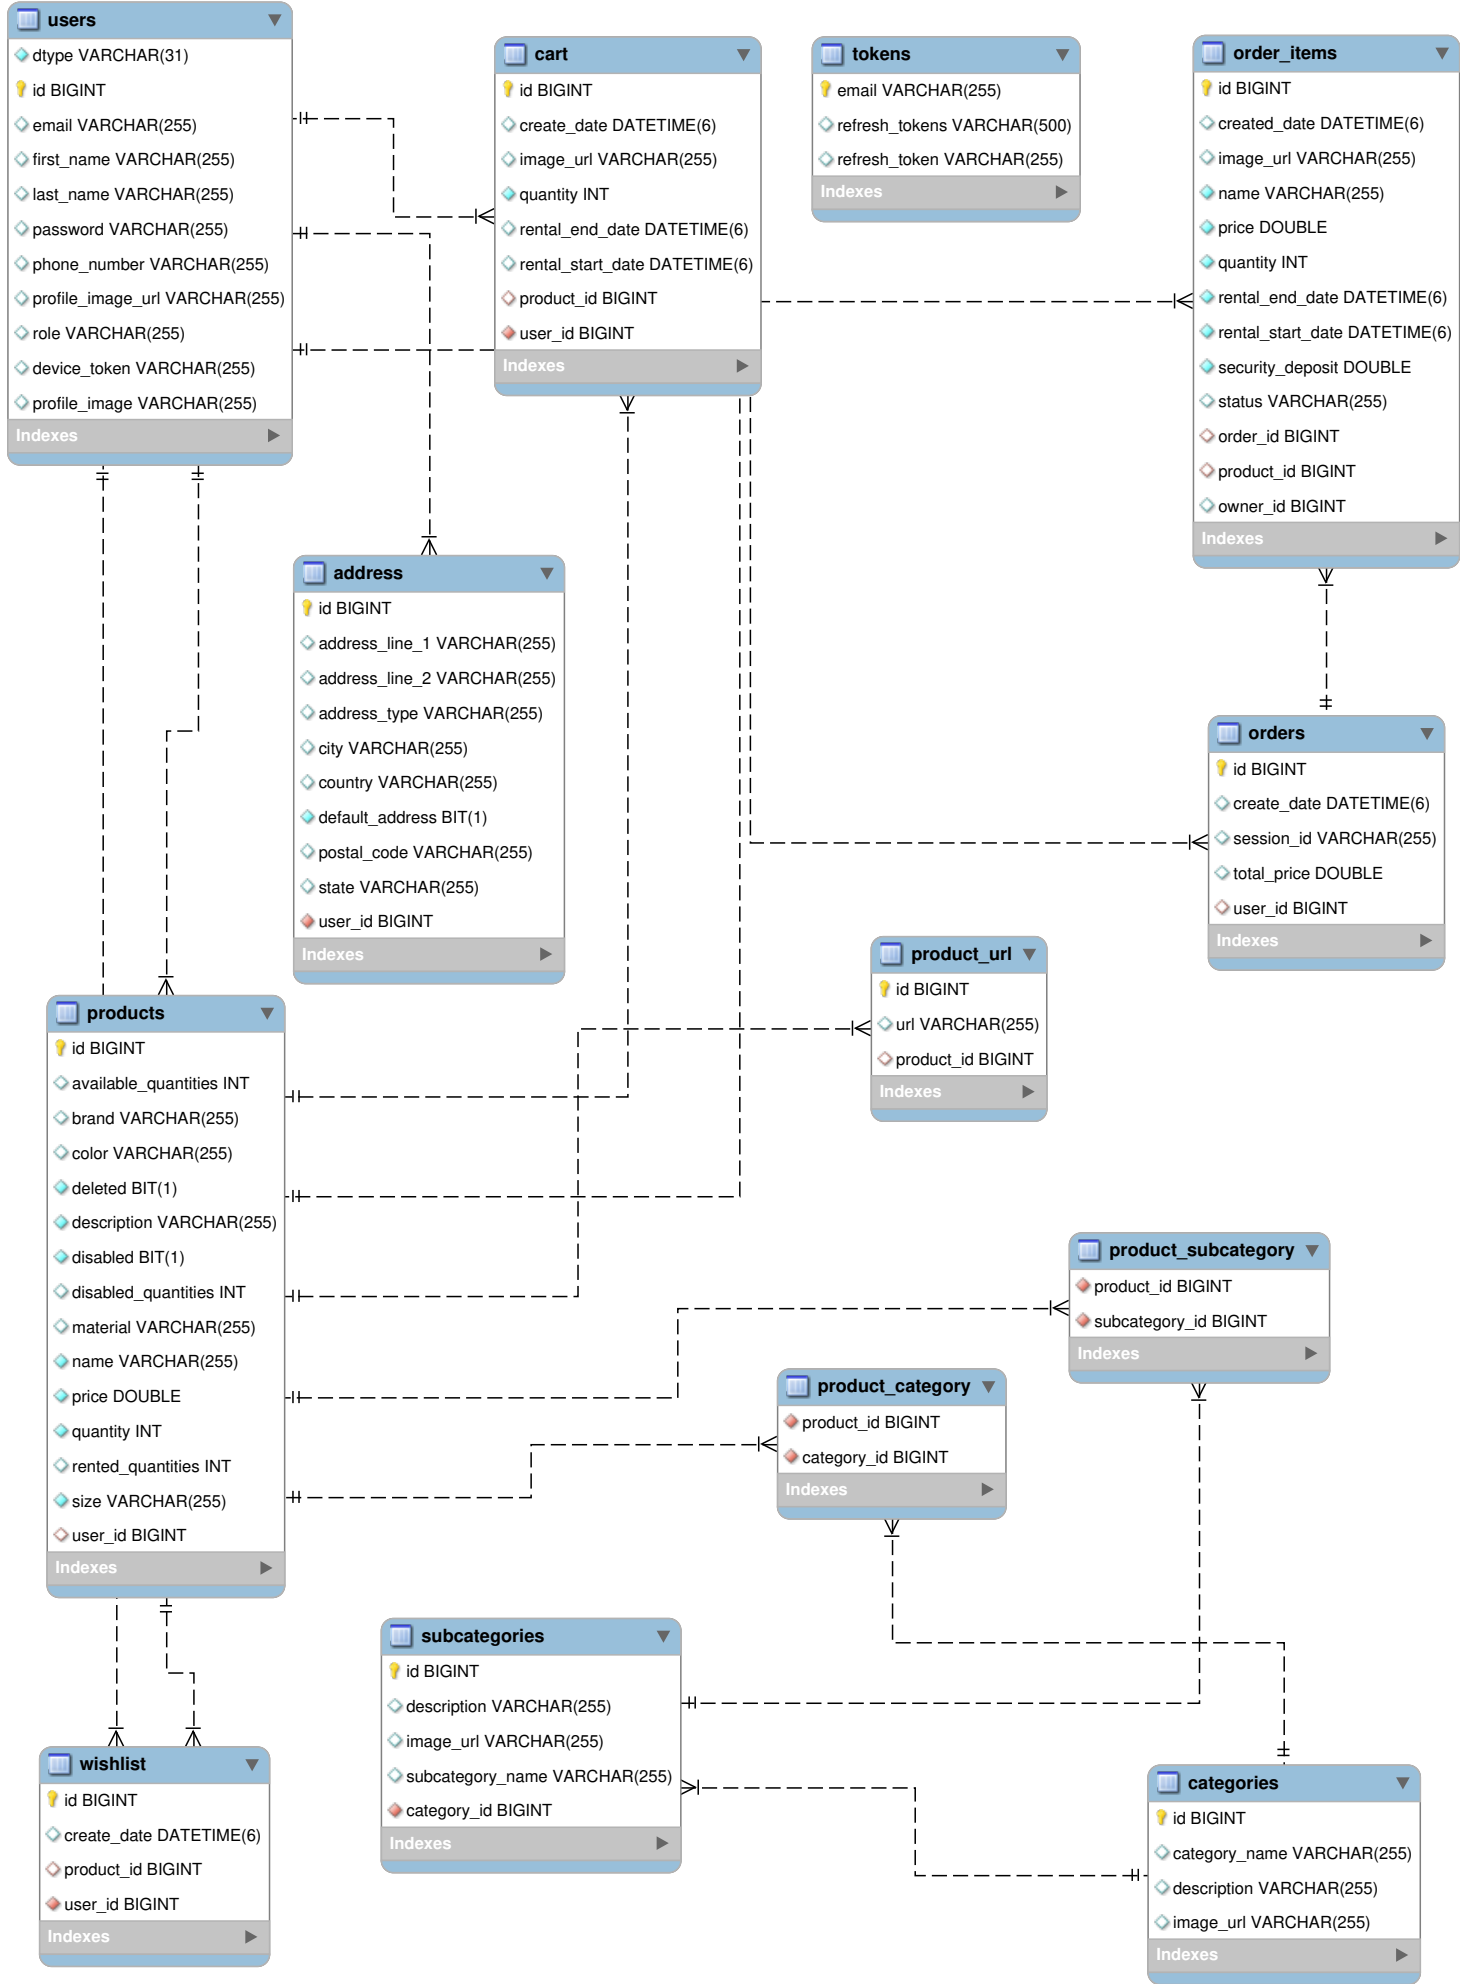 users
dtype VARCHAR(31)
id BIGINT
email VARCHAR(255)
first_name VARCHAR(255)
last_name VARCHAR(255)
password VARCHAR(255)
phone_number VARCHAR(255)
profile_image_url VARCHAR(255)
role VARCHAR(255)
device_token VARCHAR(255)
profile_image VARCHAR(255)
Indexes
cart
id BIGINT
create_date DATETIME(6)
image_url VARCHAR(255)
quantity INT
rental_end_date DATETIME(6)
rental_start_date DATETIME(6)
product_id BIGINT
user_id BIGINT
Indexes
tokens
email VARCHAR(255)
refresh_tokens VARCHAR(500)
refresh_token VARCHAR(255)
Indexes
order_items
id BIGINT
created_date DATETIME(6)
image_url VARCHAR(255)
name VARCHAR(255)
price DOUBLE
quantity INT
rental_end_date DATETIME(6)
rental_start_date DATETIME(6)
security_deposit DOUBLE
status VARCHAR(255)
order_id BIGINT
product_id BIGINT
owner_id BIGINT
Indexes
address
id BIGINT
address_line_1 VARCHAR(255)
address_line_2 VARCHAR(255)
address_type VARCHAR(255)
city VARCHAR(255)
country VARCHAR(255)
default_address BIT(1)
postal_code VARCHAR(255)
state VARCHAR(255)
user_id BIGINT
Indexes
orders
id BIGINT
create_date DATETIME(6)
session_id VARCHAR(255)
total_price DOUBLE
user_id BIGINT
Indexes
product_url
id BIGINT
url VARCHAR(255)
product_id BIGINT
Indexes
products
id BIGINT
available_quantities INT
brand VARCHAR(255)
color VARCHAR(255)
deleted BIT(1)
description VARCHAR(255)
disabled BIT(1)
disabled_quantities INT
material VARCHAR(255)
name VARCHAR(255)
price DOUBLE
quantity INT
rented_quantities INT
size VARCHAR(255)
user_id BIGINT
Indexes
product_subcategory
product_id BIGINT
subcategory_id BIGINT
Indexes
product_category
product_id BIGINT
category_id BIGINT
Indexes
subcategories
id BIGINT
description VARCHAR(255)
image_url VARCHAR(255)
subcategory_name VARCHAR(255)
category_id BIGINT
Indexes
wishlist
id BIGINT
create_date DATETIME(6)
product_id BIGINT
user_id BIGINT
Indexes
categories
id BIGINT
category_name VARCHAR(255)
description VARCHAR(255)
image_url VARCHAR(255)
Indexes